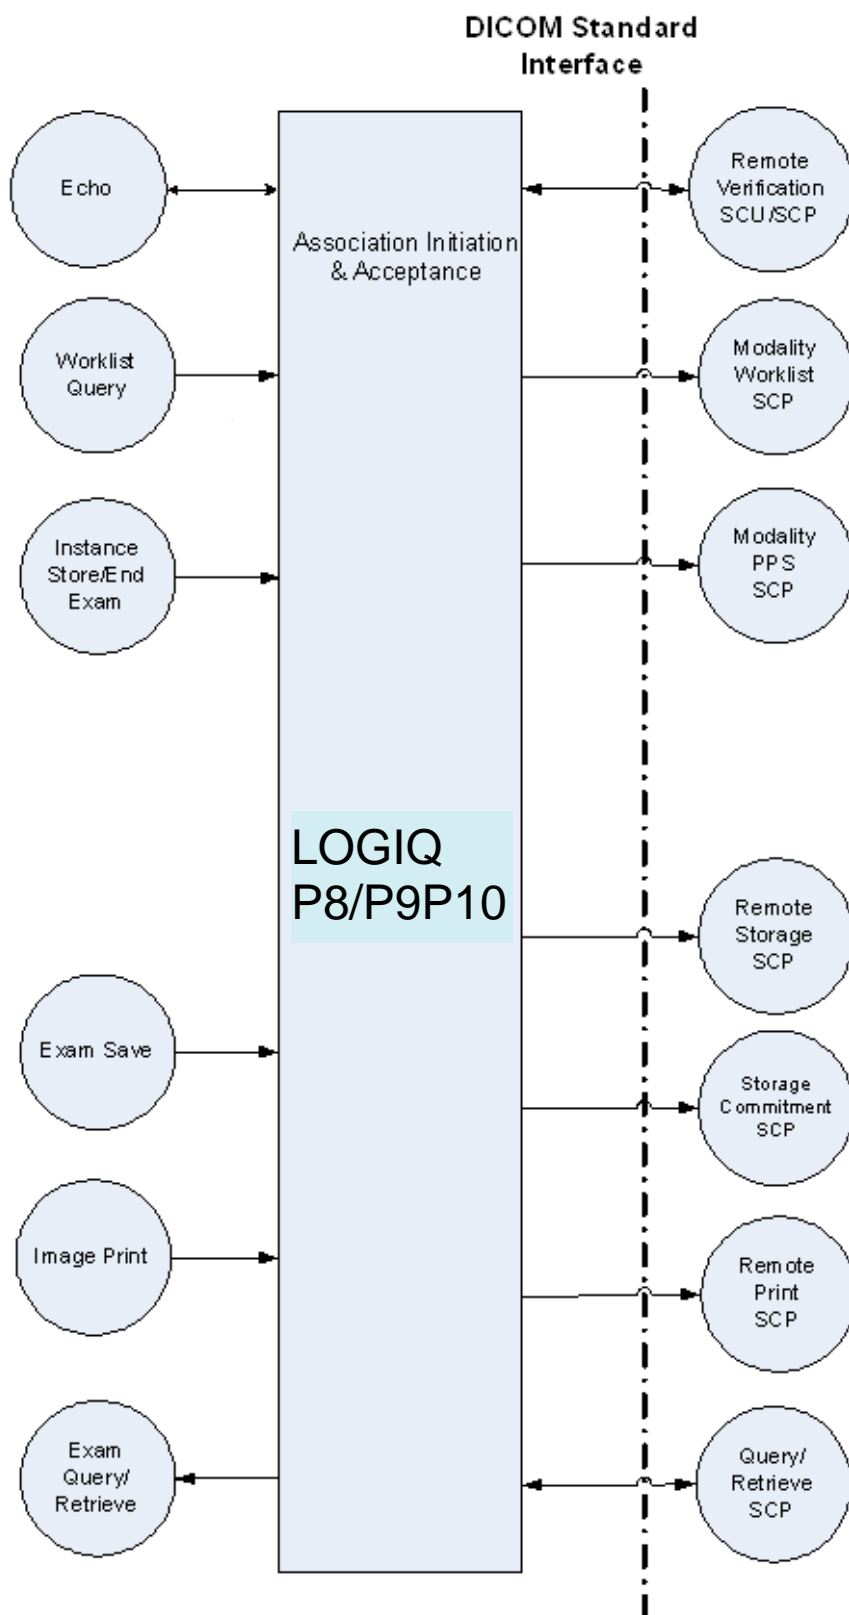 DICOM Standard
Interface
Echo
Association Initiation
& Acceptance
Remote
Verification
SCU/SCP
Worklist
Query
Modality
Worklist
SCP
Instance
Store/End
Exam
Modality
PPS
SCP
LOGIQ
P8/P9P10
Remote
Storage
SCP
Exam Save
Storage
Commitment
SCP
Image Print
Remote
Print
SCP
Exam
Query/
Retrieve
Query/
Retrieve
SCP